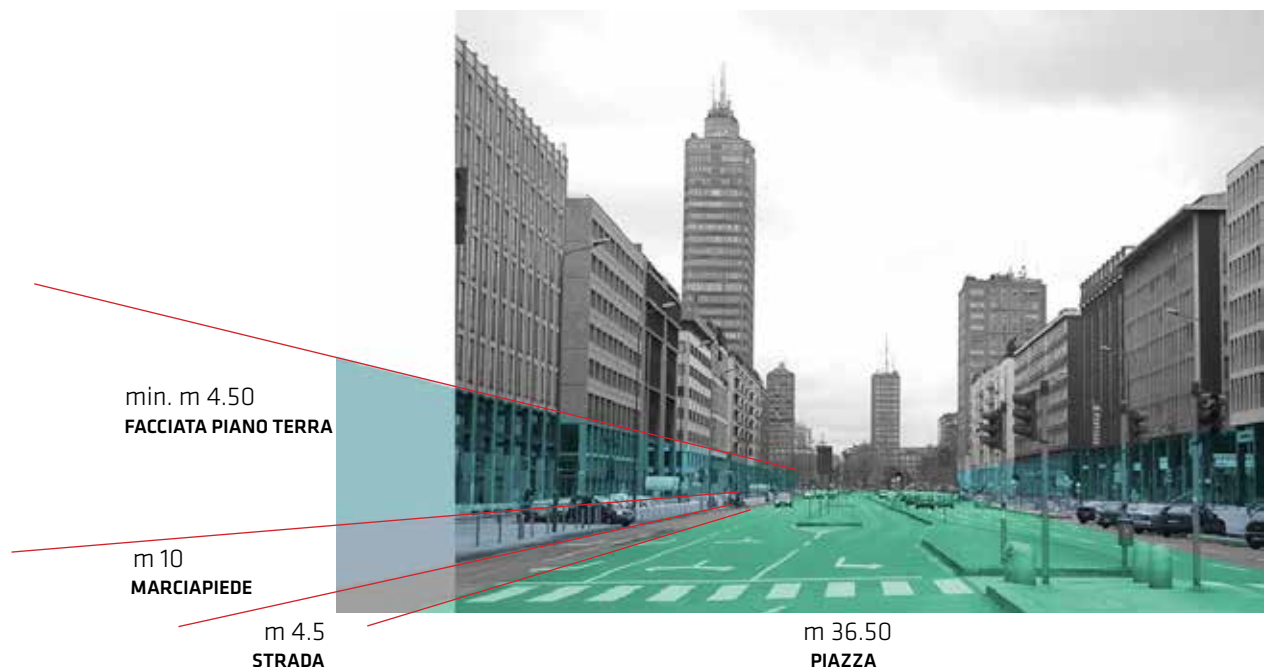 min. m 4.50
FACCIATA PIANO TERRA
m 10
MARCIAPIEDE
m 4.5
STRADA
m 36.50
PIAZZA